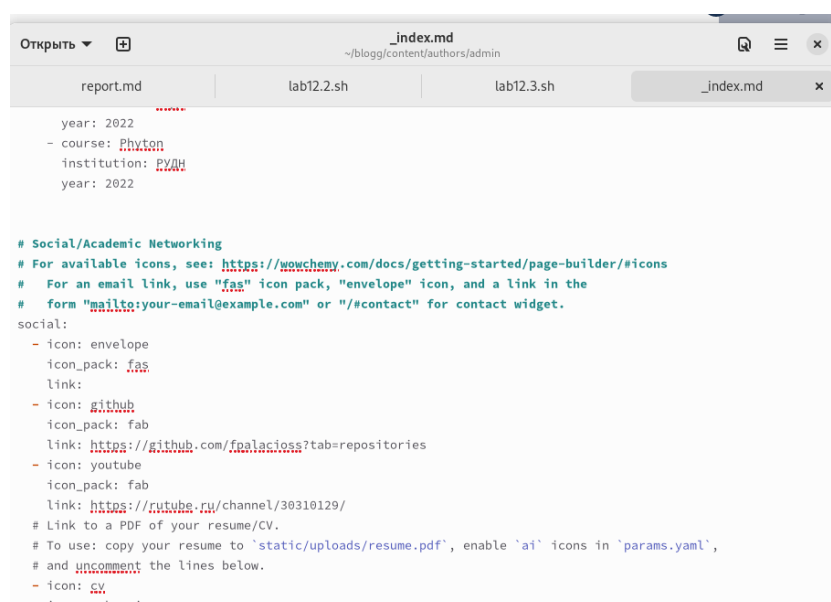 Открыть
_index.md
~/blogg/content/authors/admin
report.md
lab12.2.sh
lab12.3.sh
_index.md
year: 2022
- course: Phyton
institution: РУДН
year: 2022
# Social/Academic Networking
# For available icons, see: https://wowchemy.com/docs/getting-started/page-builder/#icons
#   For an email link, use "fas" icon pack, "envelope" icon, and a link in the
#   form "mailto:your-email@example.com" or "/#contact" for contact widget.
social:
- icon: envelope
icon_pack: fas
link:
- icon: github
icon_pack: fab
link: https://github.com/fpalacioss?tab=repositories
- icon: youtube
icon_pack: fab
link: https://rutube.ru/channel/30310129/
# Link to a PDF of your resume/CV.
# To use: copy your resume to `static/uploads/resume.pdf`, enable `ai` icons in `params.yaml`,
# and uncomment the lines below.
- icon: cv